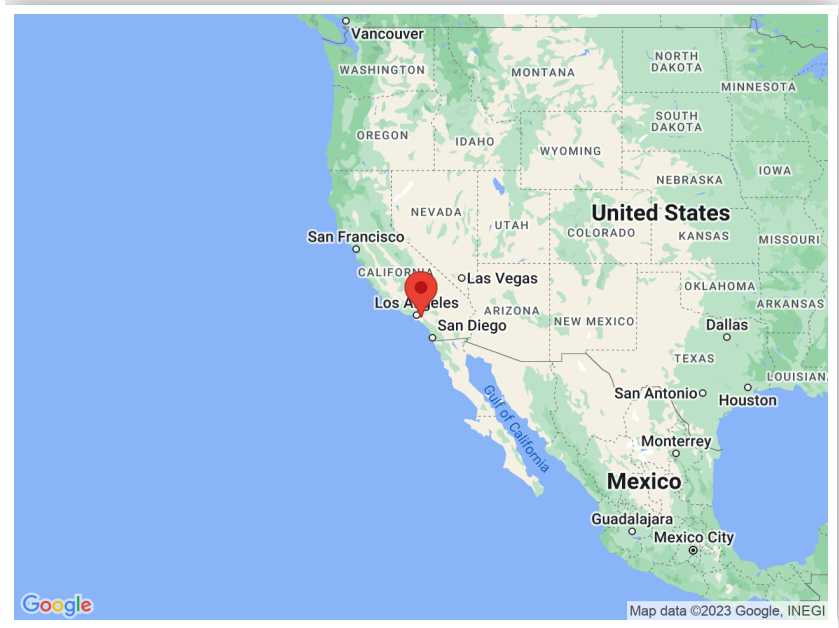 Vancouver
WASHINGTON
MONTANA
NORTH
DAKOTA
MINNESOTA
OREGON
IDAHO
SOUTH
DAKOTA
WYOMING
IOWA
NEBRASKA
NEVADA
United States
UTAH
COLORADO
KANSAS
MISSOURI
San Francisco
CALIFORNIA
Las Vegas
OKLAHOMA
Los Angeles
ARIZONA
ARKANSAS
NEW MEXICO
San Diego
Dallas
TEXAS
LOUISIAN
San Antonio
Houston
Gulf of California
Monterrey
Mexico
Guadalajara
Mexico City
Google
Map data ©2023 Google, INEGI